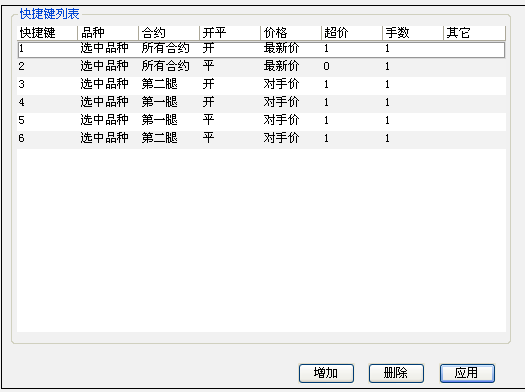 快捷键列表
快捷键 品种 合约 开平 价格 超价 手数 其它
1 选中品种 所有合约 开 最新价 1 1
2 选中品种 所有合约 平 最新价 0 1
3 选中品种 第二腿 开 对手价 1 1
4 选中品种 第一腿 开 对手价 1 1
5 选中品种 第一腿 平 对手价 1 1
6 选中品种 第二腿 平 对手价 1 1
增加 删除 应用